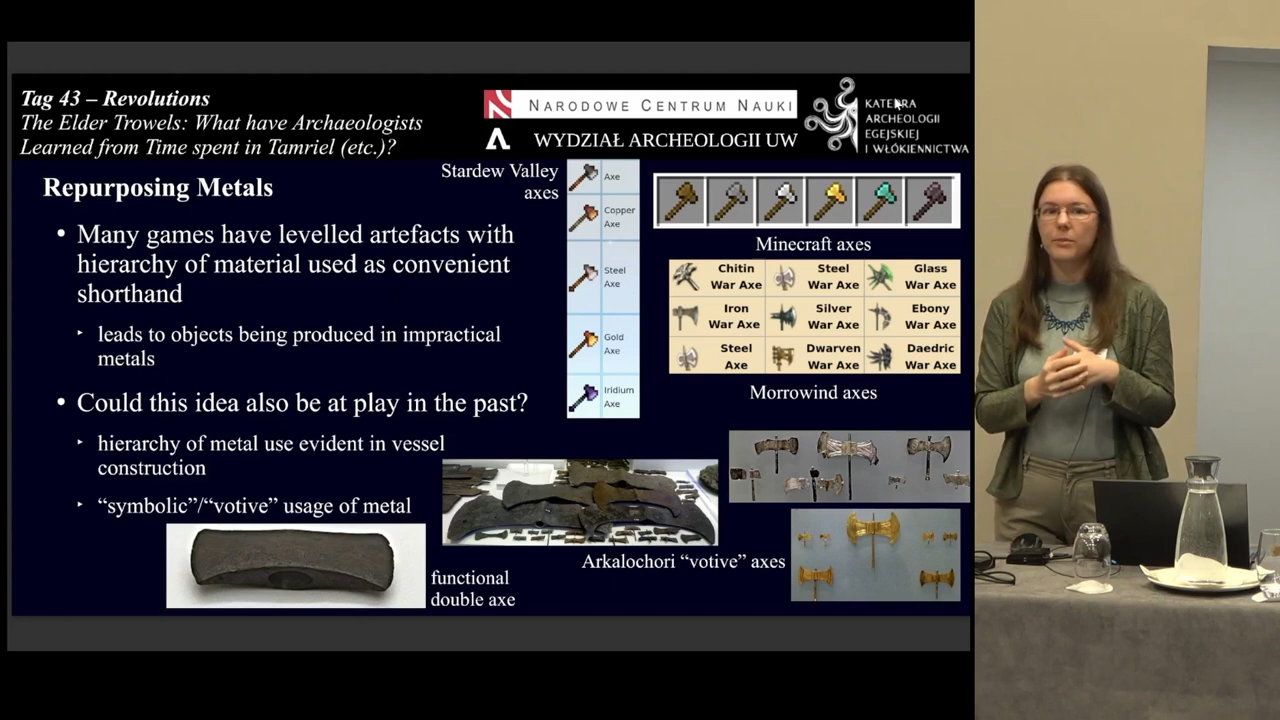 Tag 43 – Revolutions
The Elder Trowels: What have Archaeologists
Learned from Time spent in Tamriel (etc.)?
NARODOWE CENTRUM NAUKI
WYDZIAŁ ARCHEOLOGII UW
KATEDRA
ARCHEOLOGII
EGEJSKIEJ
I WŁÓKIENNICTWA
Repurposing Metals
• Many games have levelled artefacts with
hierarchy of material used as convenient
shorthand
‣ leads to objects being produced in impractical
metals
• Could this idea also be at play in the past?
‣ hierarchy of metal use evident in vessel
construction
‣ “symbolic”/“votive” usage of metal
Stardew Valley
axes
Axe
Copper
Axe
Steel
Axe
Gold
Axe
Iridium
Axe
Minecraft axes
Chitin
War Axe
Steel
War Axe
Glass
War Axe
Iron
War Axe
Silver
War Axe
Ebony
War Axe
Steel
Axe
Dwarven
War Axe
Daedric
War Axe
Morrowind axes
Arkalochori “votive” axes
functional
double axe